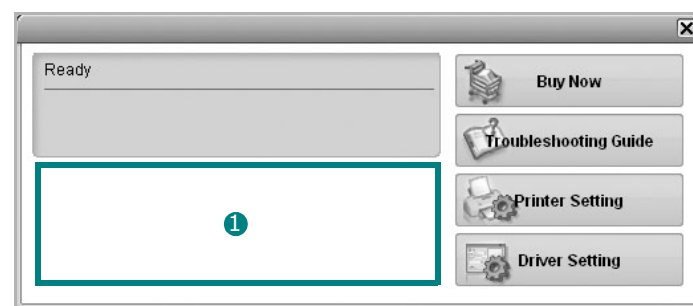 Ready
Buy Now
Troubleshooting Guide
Printer Setting
1
Driver Setting